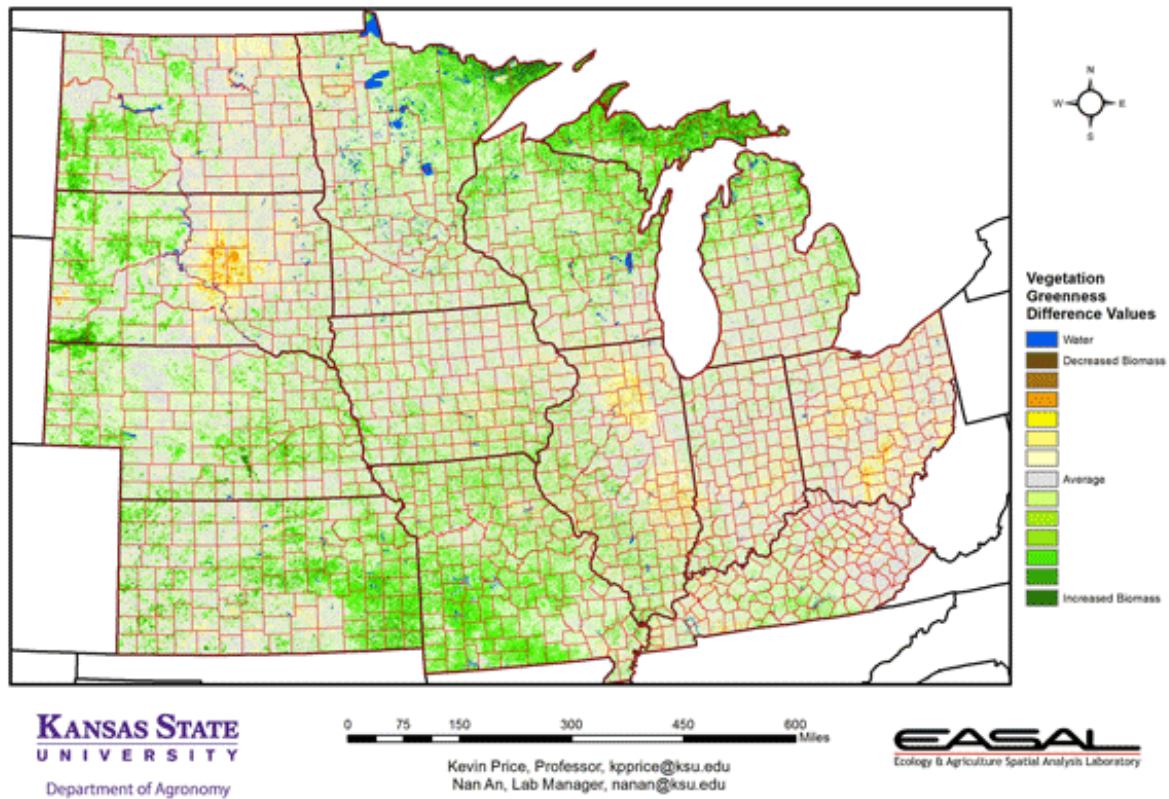 N
W
E
S
Vegetation
Greenness
Difference Values
Water
Decreased Biomass
Average
Increased Biomass
KANSAS STATE
UNIVERSITY
Department of Agronomy
0 75 150 300 450 600
Miles
Kevin Price, Professor, kpprice@ksu.edu
Nan An, Lab Manager, nanan@ksu.edu
EASAL
Ecology & Agriculture Spatial Analysis Laboratory